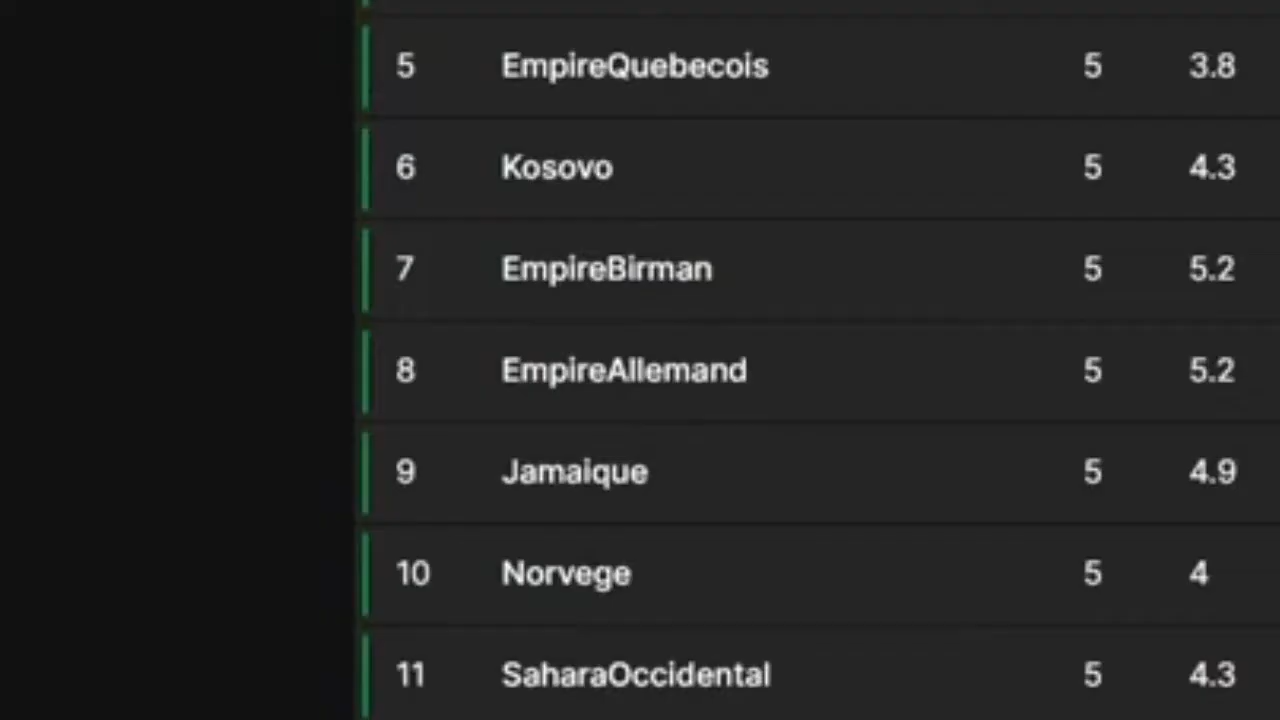 5 EmpireQuebecois 5 3.8
6 Kosovo 5 4.3
7 EmpireBirman 5 5.2
8 EmpireAllemand 5 5.2
9 Jamaique 5 4.9
10 Norvege 5 4
11 SaharaOccidental 5 4.3